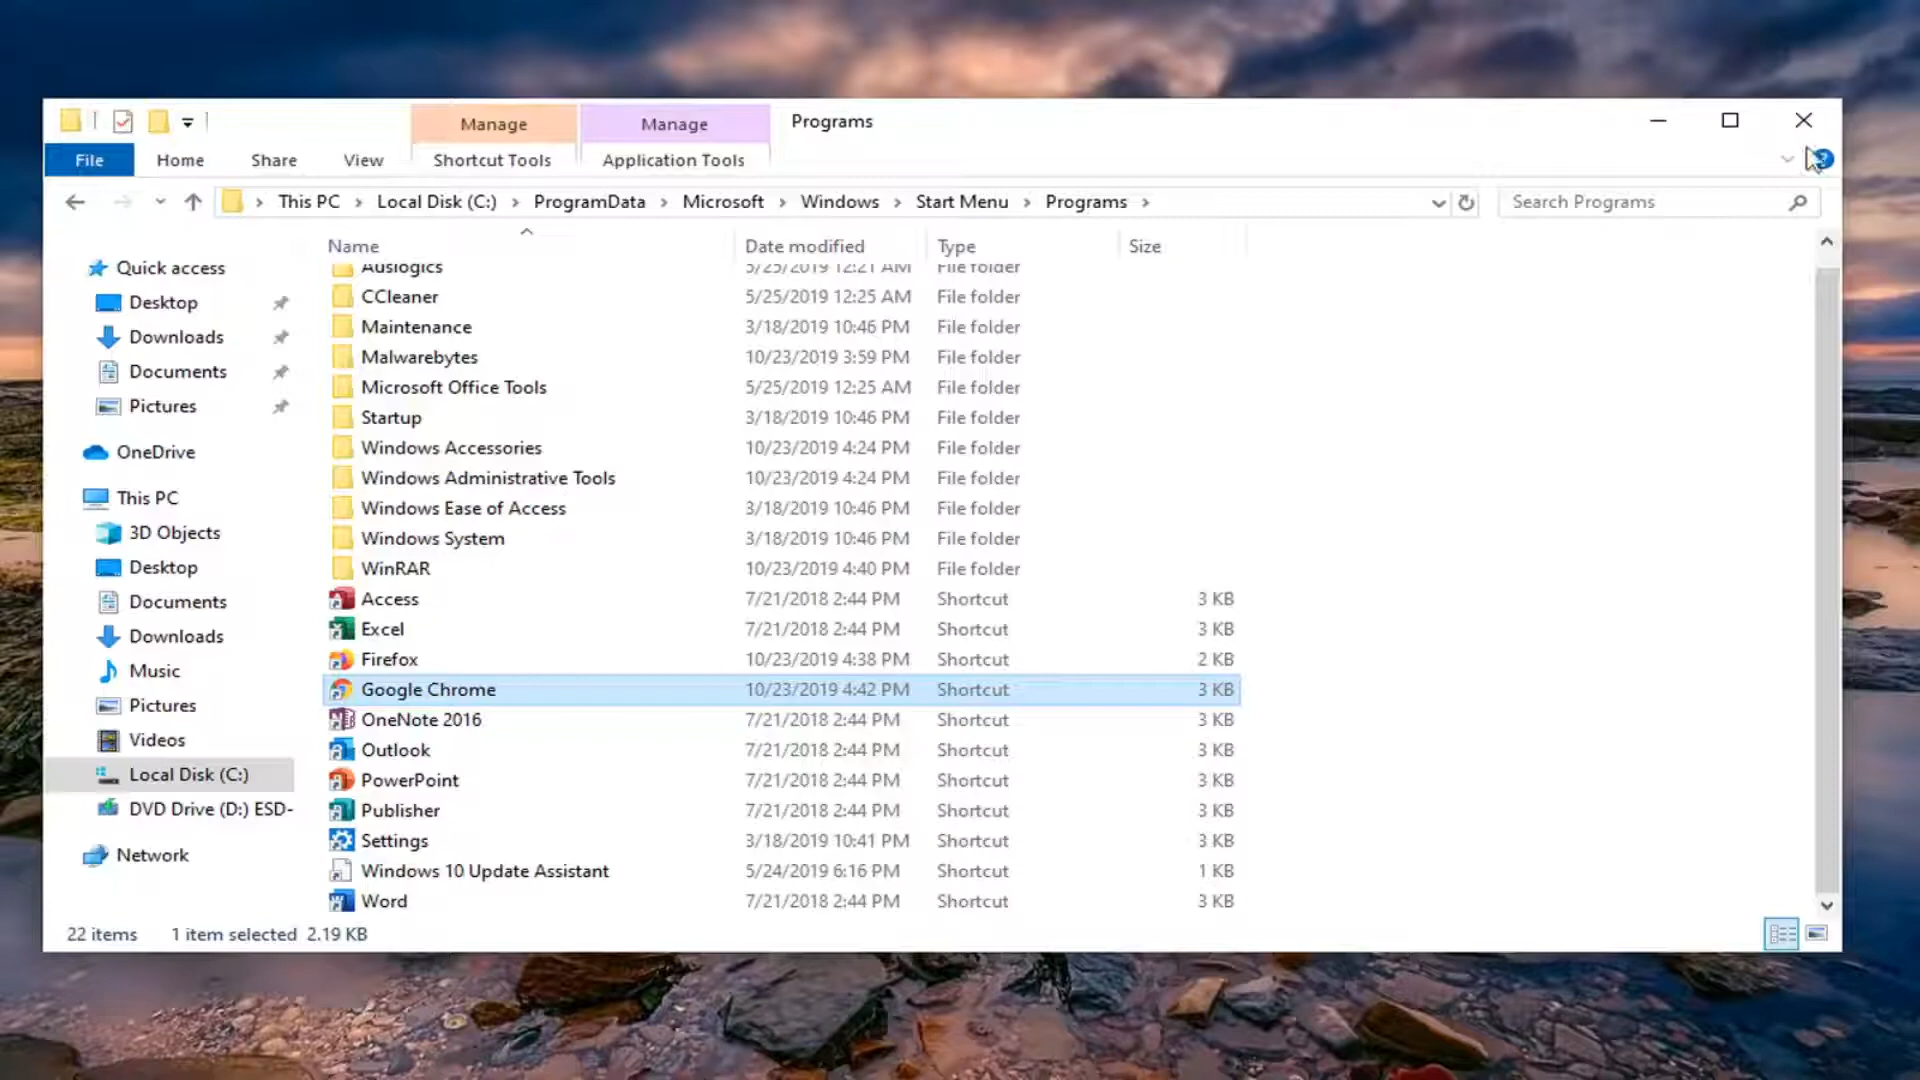 Manage Manage Programs
File Home Share View Shortcut Tools Application Tools
This PC Local Disk (C:) ProgramData Microsoft Windows Start Menu Programs Search Programs
Name Date modified Type Size
Quick access
Desktop
Downloads
Documents
Pictures
OneDrive
This PC
3D Objects
Desktop
Documents
Downloads
Music
Pictures
Videos
Local Disk (C:)
DVD Drive (D:) ESD-
Network
Auslogics 5/25/2019 12:21 AM File folder
CCleaner 5/25/2019 12:25 AM File folder
Maintenance 3/18/2019 10:46 PM File folder
Malwarebytes 10/23/2019 3:59 PM File folder
Microsoft Office Tools 5/25/2019 12:25 AM File folder
Startup 3/18/2019 10:46 PM File folder
Windows Accessories 10/23/2019 4:24 PM File folder
Windows Administrative Tools 10/23/2019 4:24 PM File folder
Windows Ease of Access 3/18/2019 10:46 PM File folder
Windows System 3/18/2019 10:46 PM File folder
WinRAR 10/23/2019 4:40 PM File folder
Access 7/21/2018 2:44 PM Shortcut 3 KB
Excel 7/21/2018 2:44 PM Shortcut 3 KB
Firefox 10/23/2019 4:38 PM Shortcut 2 KB
Google Chrome 10/23/2019 4:42 PM Shortcut 3 KB
OneNote 2016 7/21/2018 2:44 PM Shortcut 3 KB
Outlook 7/21/2018 2:44 PM Shortcut 3 KB
PowerPoint 7/21/2018 2:44 PM Shortcut 3 KB
Publisher 7/21/2018 2:44 PM Shortcut 3 KB
Settings 3/18/2019 10:41 PM Shortcut 3 KB
Windows 10 Update Assistant 5/24/2019 6:16 PM Shortcut 1 KB
Word 7/21/2018 2:44 PM Shortcut 3 KB
22 items 1 item selected 2.19 KB